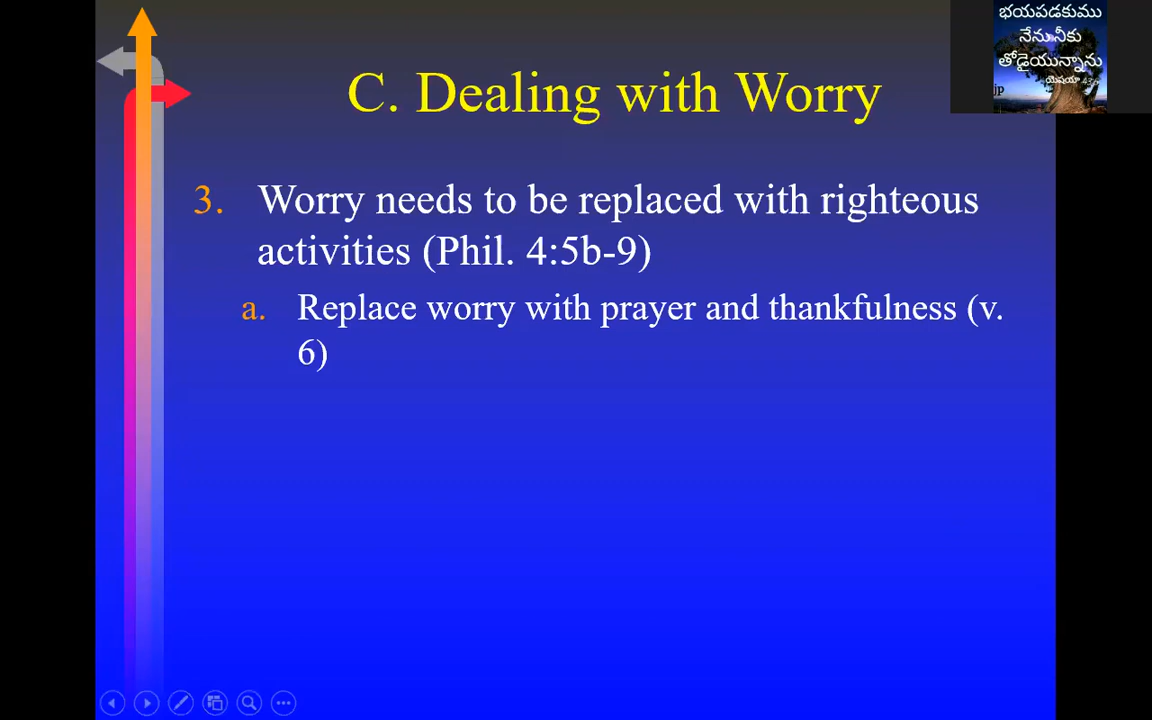 C. Dealing with Worry
భయపడకుము
నేను నీకు
తోడైయున్నాను
jp
3. Worry needs to be replaced with righteous
activities (Phil. 4:5b-9)
a. Replace worry with prayer and thankfulness (v.
6)